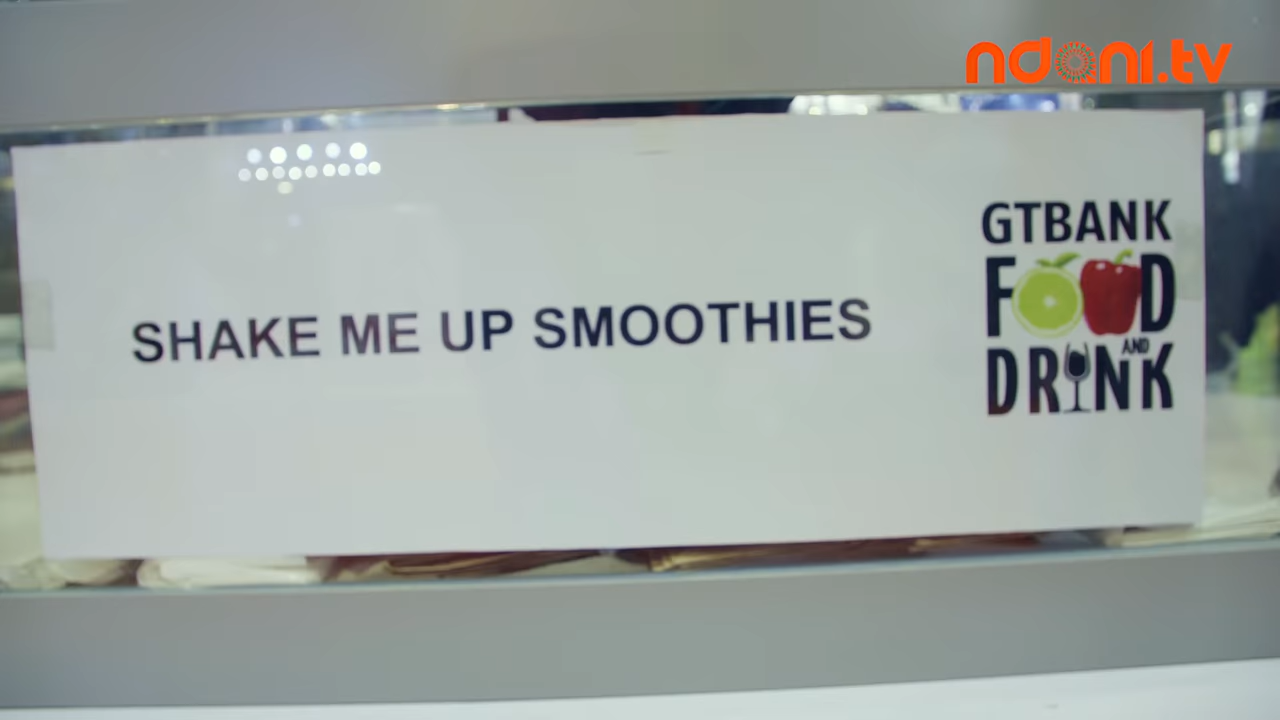 ndani.tv
SHAKE ME UP SMOOTHIES
GTBANK
FOOD
AND
DRINK